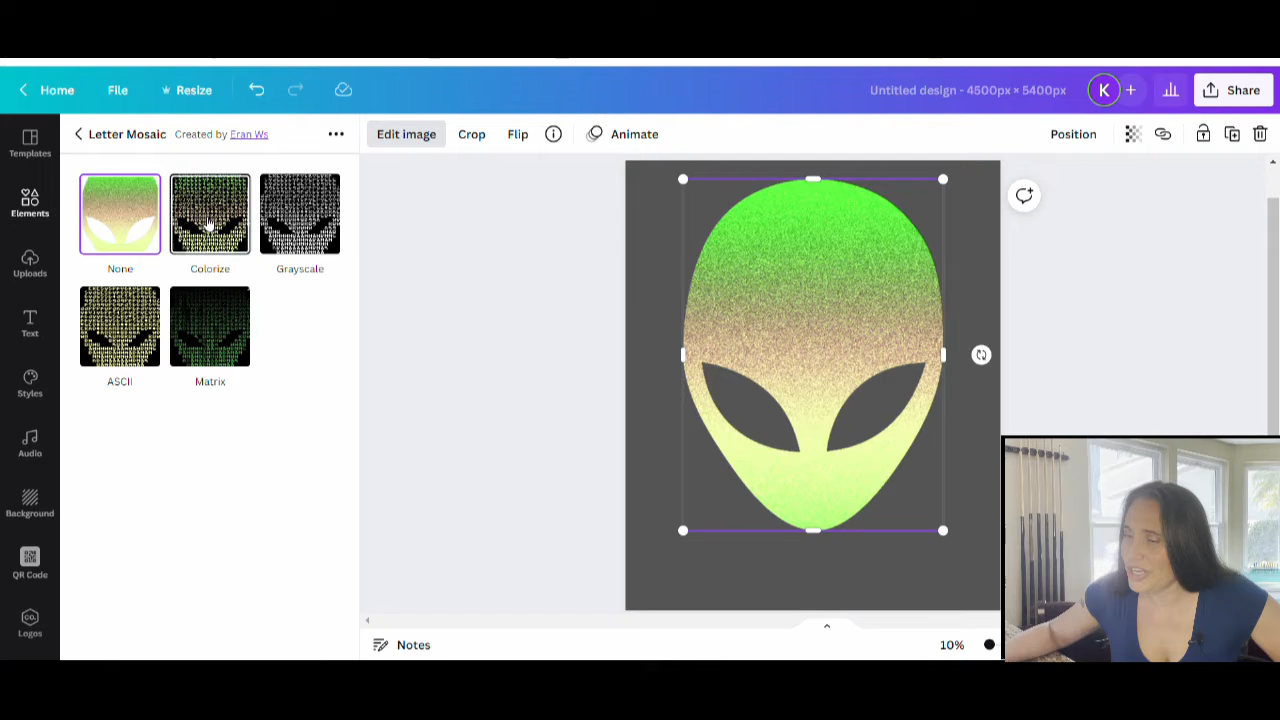 Home File Resize Untitled design - 4500px × 5400px K + Share
Templates
Elements
Uploads
Text
Styles
Audio
Background
QR Code
CO.
Logos
Letter Mosaic Created by Eran Ws
None Colorize Grayscale
ASCII Matrix
Edit image Crop Flip Animate Position
Notes 10%